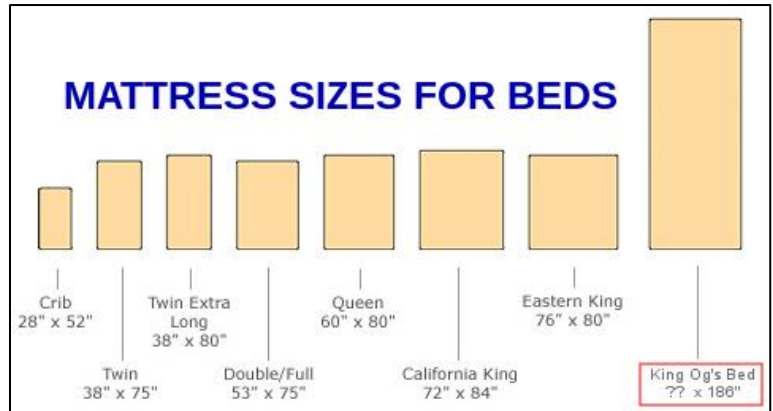 MATTRESS SIZES FOR BEDS
Crib
28" x 52"
Twin
38" x 75"
Twin Extra
Long
38" x 80"
Double/Full
53" x 75"
Queen
60" x 80"
California King
72" x 84"
Eastern King
76" x 80"
King Og's Bed
?? x 186"